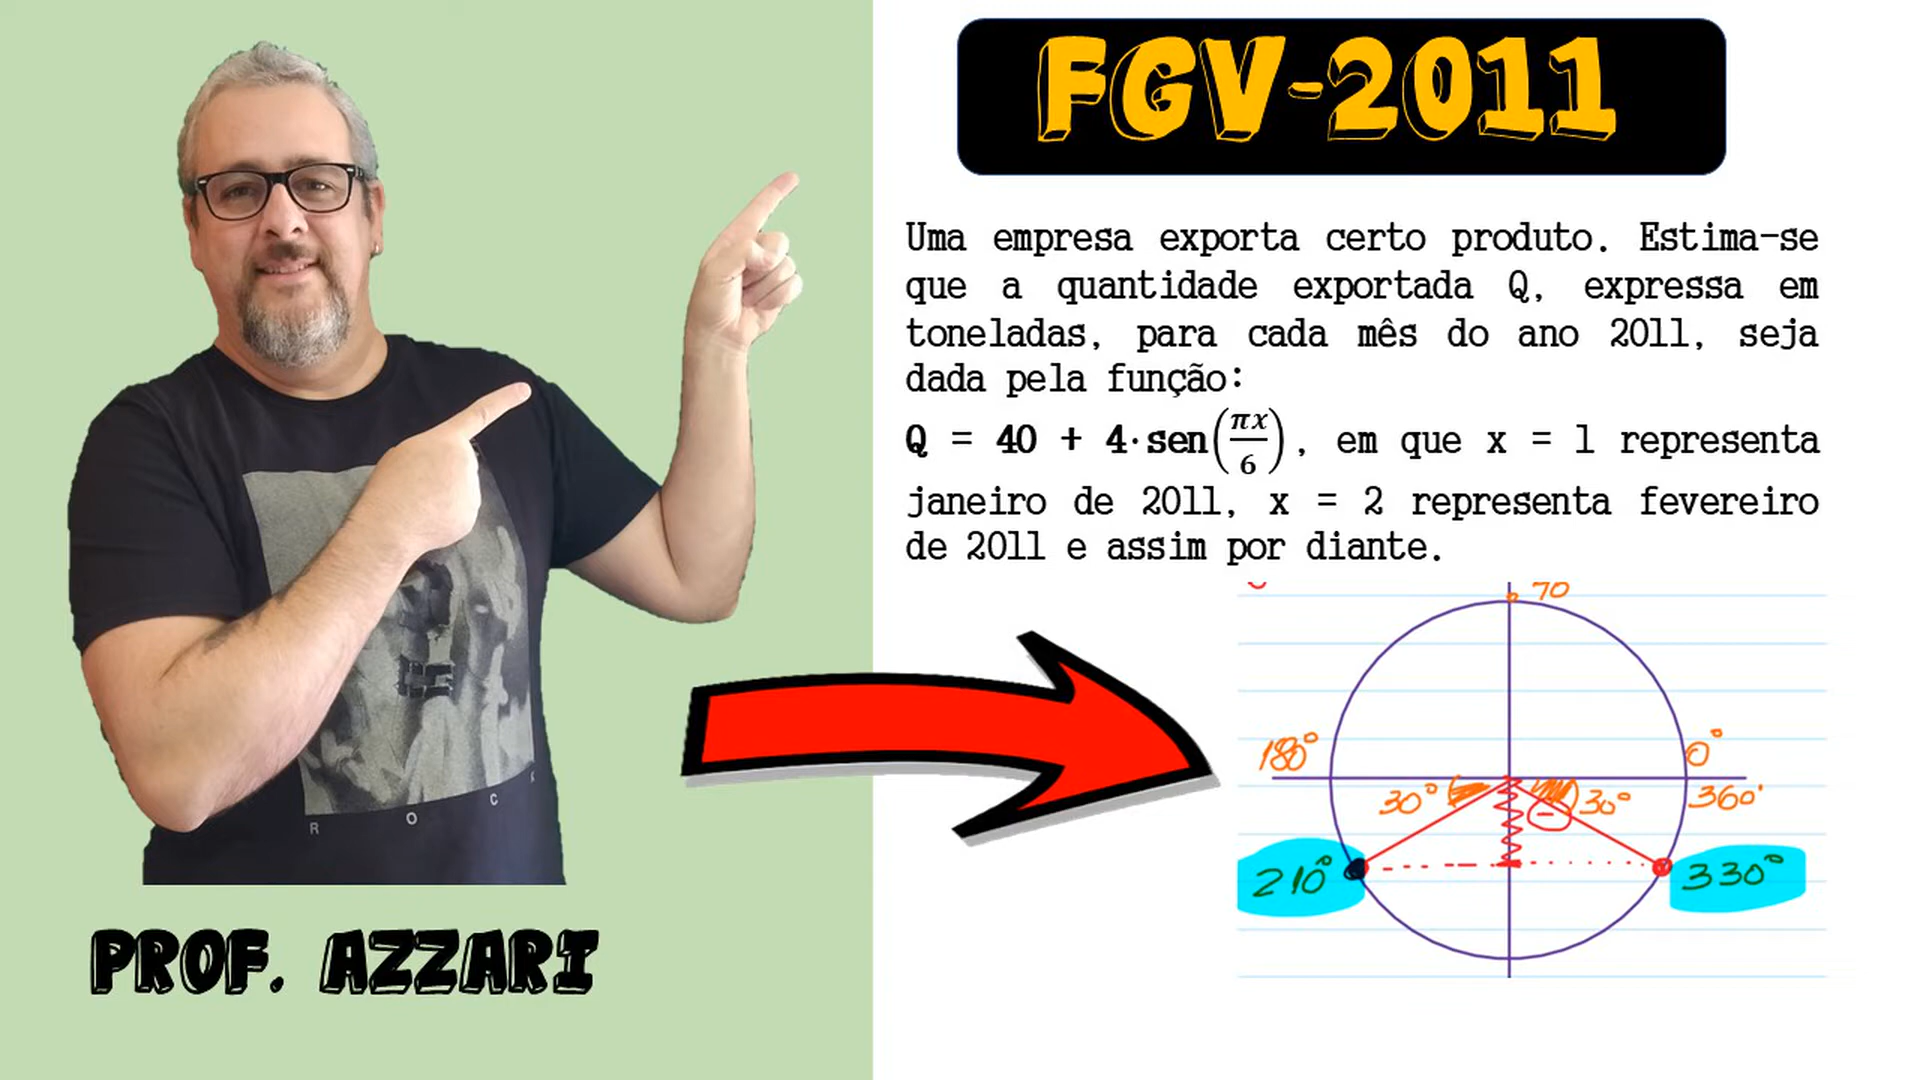 FGV-2011
Uma empresa exporta certo produto. Estima-se
que a quantidade exportada Q, expressa em
toneladas, para cada mês do ano 2011, seja
dada pela função:
Q = 40 + 4·sen(πx/6), em que x = 1 representa
janeiro de 2011, x = 2 representa fevereiro
de 2011 e assim por diante.
70
180°
0°
30°
30°
360°
210°
330°
R O C K
PROF. AZZARI